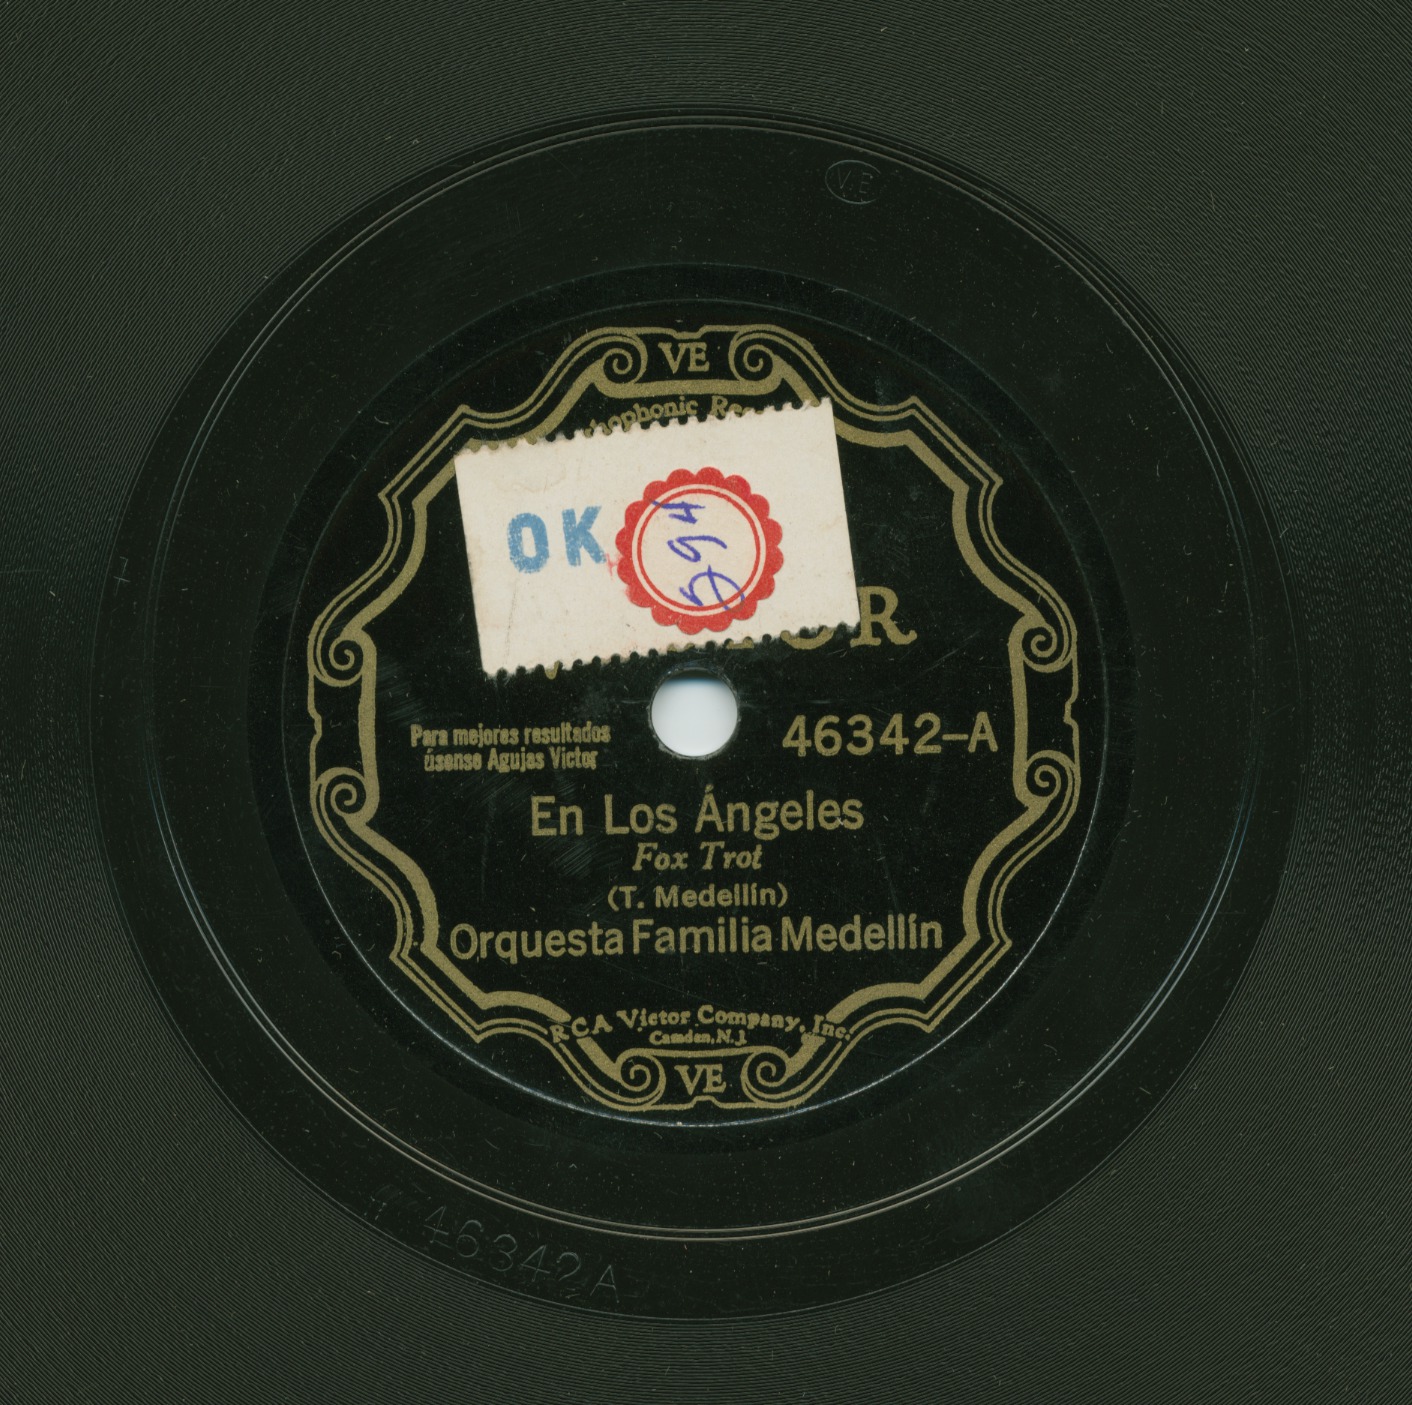 V.E
VE
OK
594
46342-A
Para mejores resultados
úsense Agujas Victor
En Los Ángeles
Fox Trot
(T. Medellín)
Orquesta Familia Medellín
RCA Victor Company, Inc.
Camden, N.J.
VE
46342A